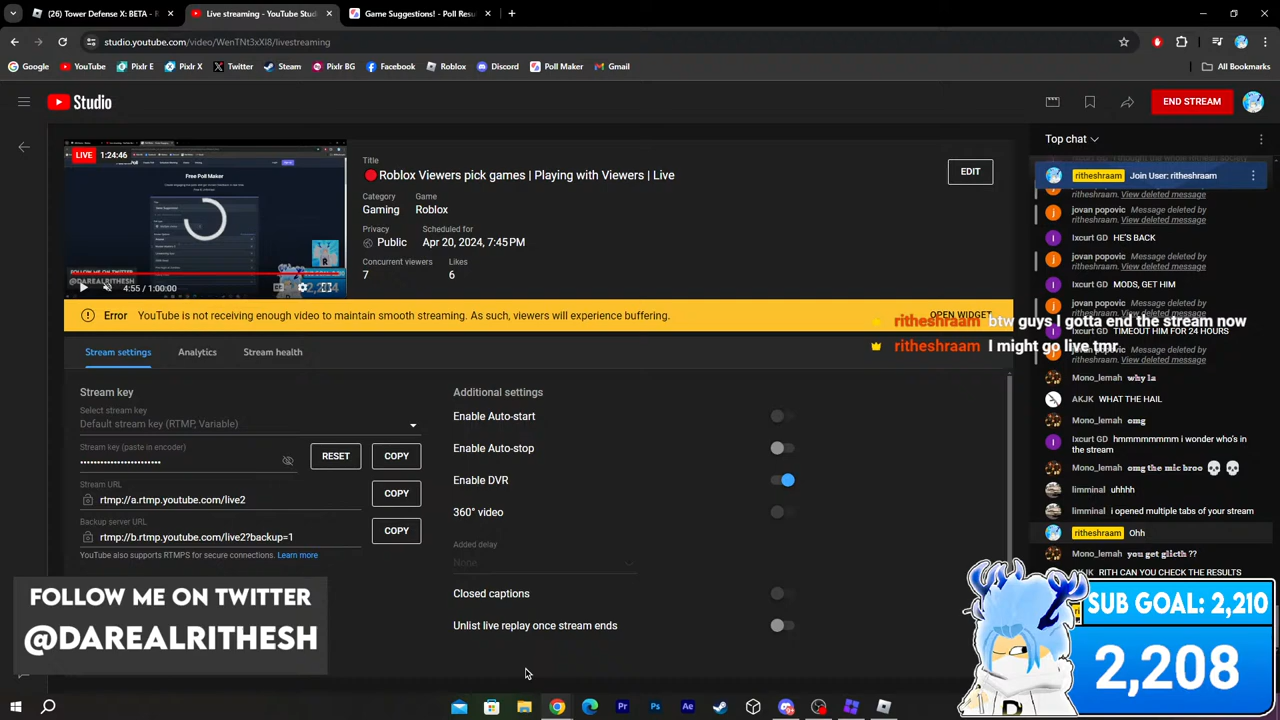 (26) Tower Defense X: BETA -
Live streaming - YouTube Stud
Game Suggestions! - Poll Resu
studio.youtube.com/video/WenTNt3xXI8/livestreaming
Google
YouTube
Pixlr E
Pixlr X
Twitter
Steam
Pixlr BG
Facebook
Roblox
Discord
Poll Maker
Gmail
All Bookmarks
Studio
END STREAM
LIVE 1:24:46
Free Poll Maker
4:55 / 1:00:00
Title
Roblox Viewers pick games | Playing with Viewers | Live
EDIT
Category
Gaming
Game
Roblox
Privacy
Public
Scheduled for
Apr 20, 2024, 7:45 PM
Concurrent viewers
7
Likes
6
Error YouTube is not receiving enough video to maintain smooth streaming. As such, viewers will experience buffering.
OPEN WIDGET
ritheshraam btw guys I gotta end the stream now
ritheshraam I might go live tmr
Stream settings
Analytics
Stream health
Stream key
Select stream key
Default stream key (RTMP, Variable)
Stream key (paste in encoder)
RESET
COPY
Stream URL
rtmp://a.rtmp.youtube.com/live2
COPY
Backup server URL
rtmp://b.rtmp.youtube.com/live2?backup=1
COPY
YouTube also supports RTMPS for secure connections. Learn more
Additional settings
Enable Auto-start
Enable Auto-stop
Enable DVR
360° video
Added delay
None
Closed captions
Unlist live replay once stream ends
Top chat
ritheshraam Join User: ritheshraam
ritheshraam. View deleted message
jovan popovic Message deleted by
ritheshraam. View deleted message
Ixcurt GD HE'S BACK
jovan popovic Message deleted by
ritheshraam. View deleted message
Ixcurt GD MODS, GET HIM
jovan popovic Message deleted by
ritheshraam. View deleted message
TIMEOUT HIM FOR 24 HOURS
Message deleted by
ritheshraam. View deleted message
Mono_lemah why la
AKJK WHAT THE HAIL
Mono_lemah omg
Ixcurt GD hmmmmmmmm i wonder who's in
the stream
Mono_lemah omg the mic broo 💀 💀
limminal uhhhh
limminal i opened multiple tabs of your stream
ritheshraam Ohh
Mono_lemah you get glicth ??
RITH CAN YOU CHECK THE RESULTS
FOLLOW ME ON TWITTER
@DAREALRITHESH
SUB GOAL: 2,210
2,208